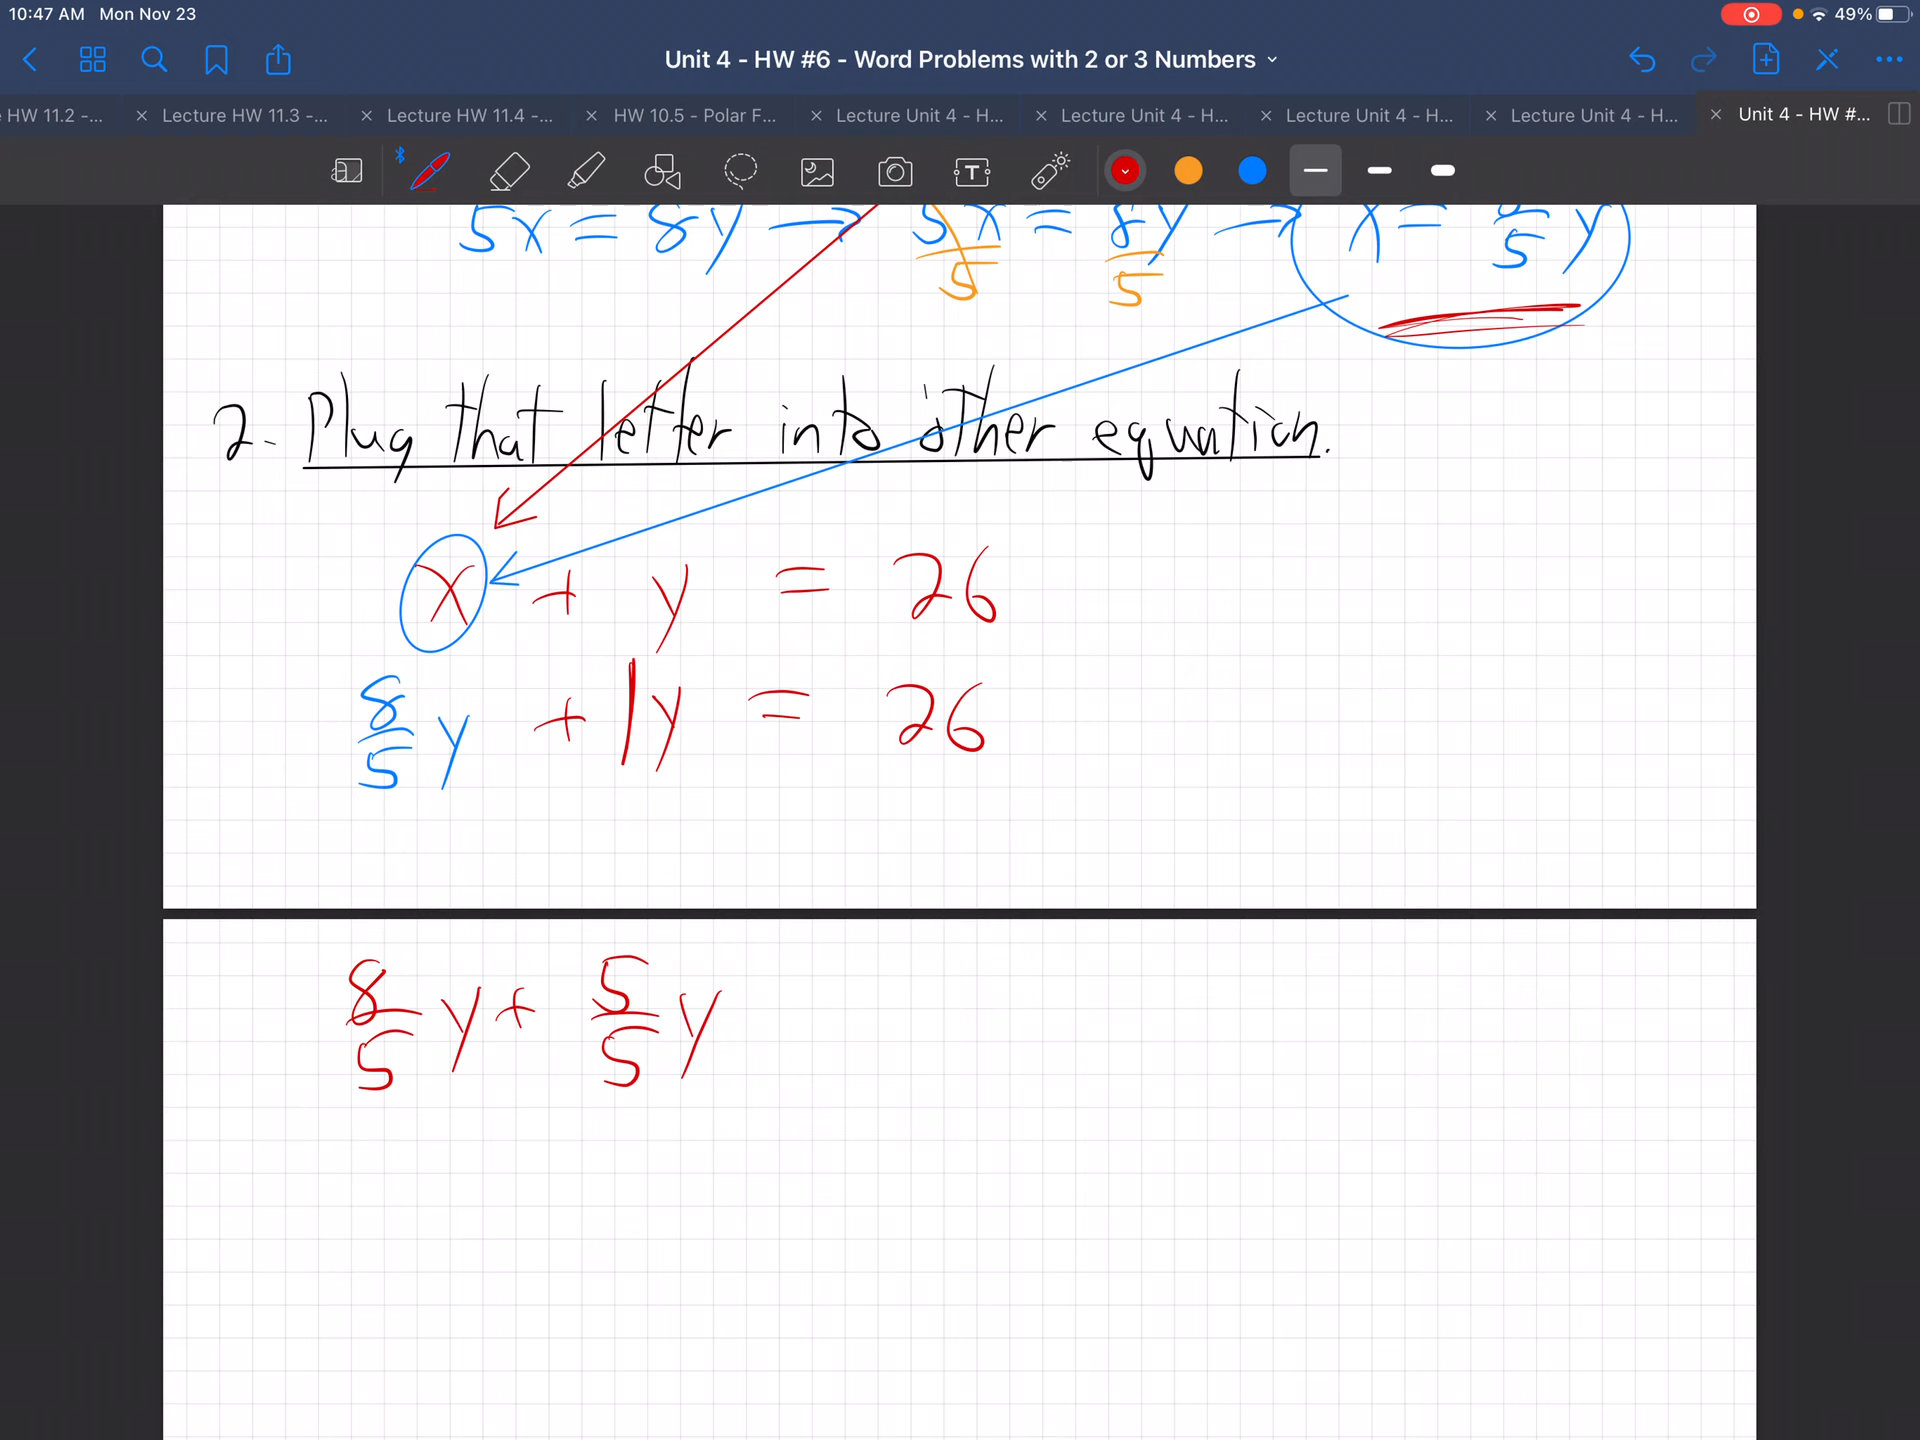 10:47 AM Mon Nov 23
49%
Unit 4 - HW #6 - Word Problems with 2 or 3 Numbers
HW 11.2 -... × Lecture HW 11.3 -... × Lecture HW 11.4 -... × HW 10.5 - Polar F... × Lecture Unit 4 - H... × Lecture Unit 4 - H... × Lecture Unit 4 - H... × Lecture Unit 4 - H... × Unit 4 - HW #...
5x = 8y → 5x/5 = 8y/5 → x = 8/5 y
2. Plug that letter into other equation.
x + y = 26
8/5 y + 1y = 26
8/5 y + 5/5 y